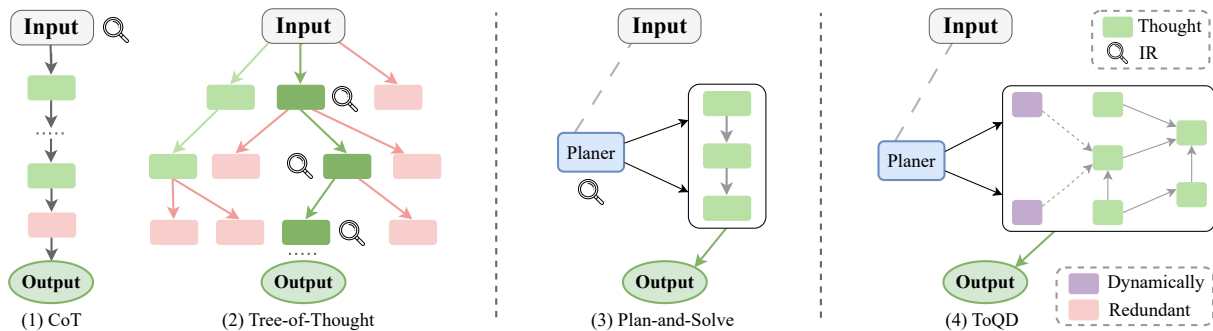 Input
......
Output
(1) CoT
Input
.....
Output
(2) Tree-of-Thought
Input
Planer
Output
(3) Plan-and-Solve
Input
Planer
Output
(4) ToQD
Thought
IR
Dynamically
Redundant